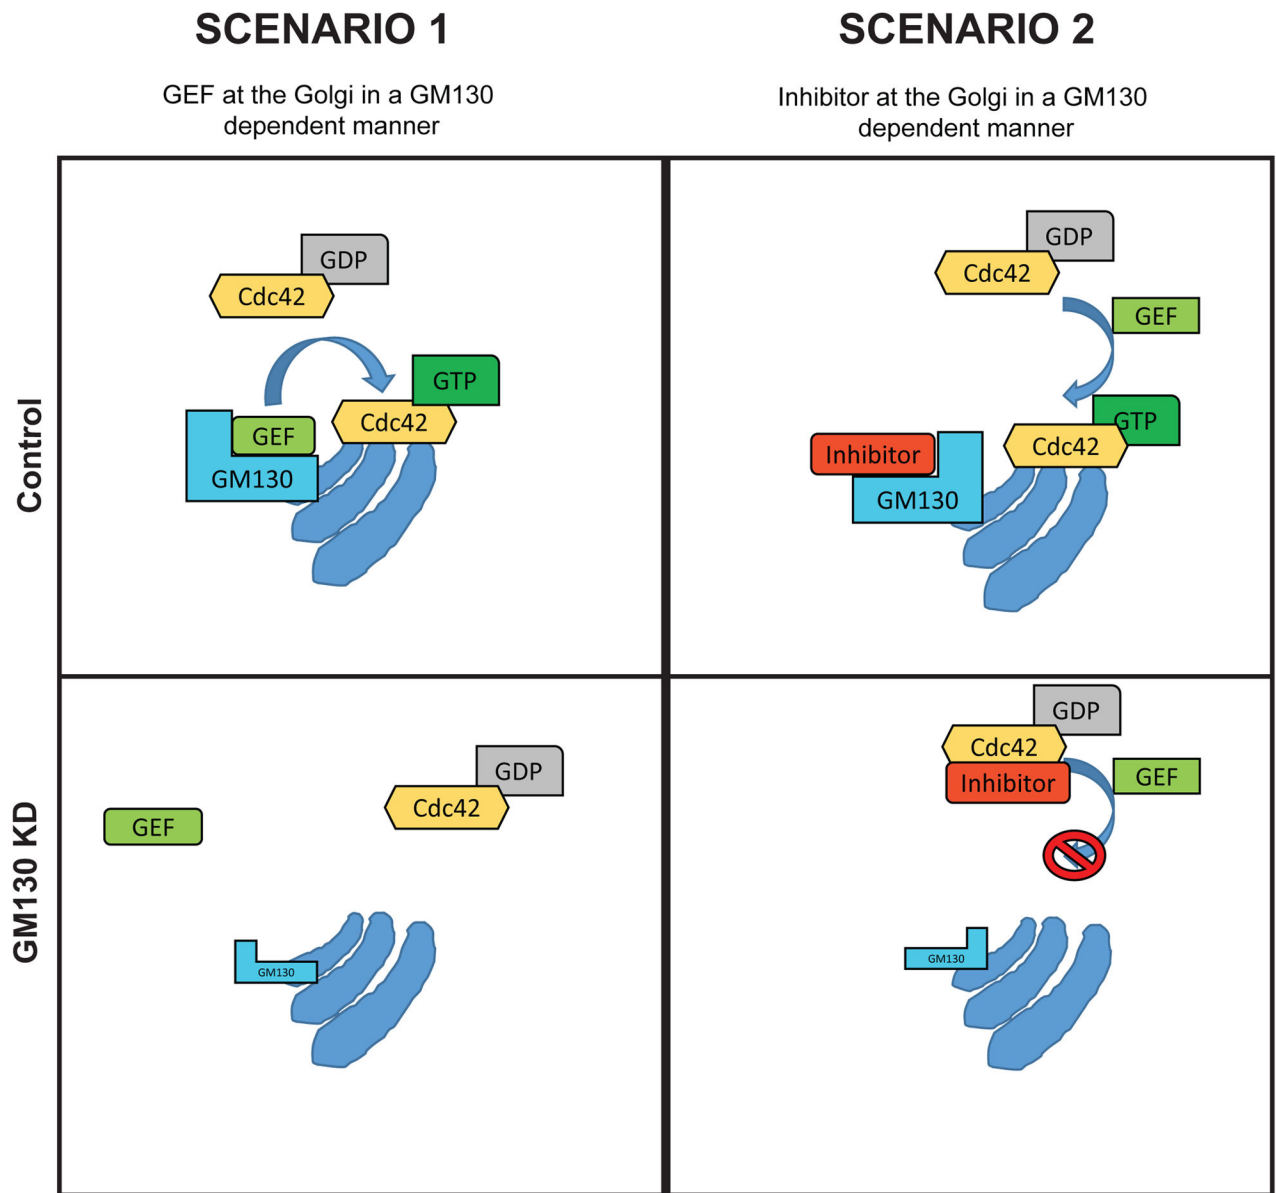 SCENARIO 1
SCENARIO 2
GEF at the Golgi in a GM130
dependent manner
Inhibitor at the Golgi in a GM130
dependent manner
Control
GDP
Cdc42
GTP
Cdc42
GEF
GM130
GDP
Cdc42
GEF
GTP
Cdc42
Inhibitor
GM130
GM130 KD
GDP
Cdc42
GEF
GM130
GDP
Cdc42
Inhibitor
GEF
GM130